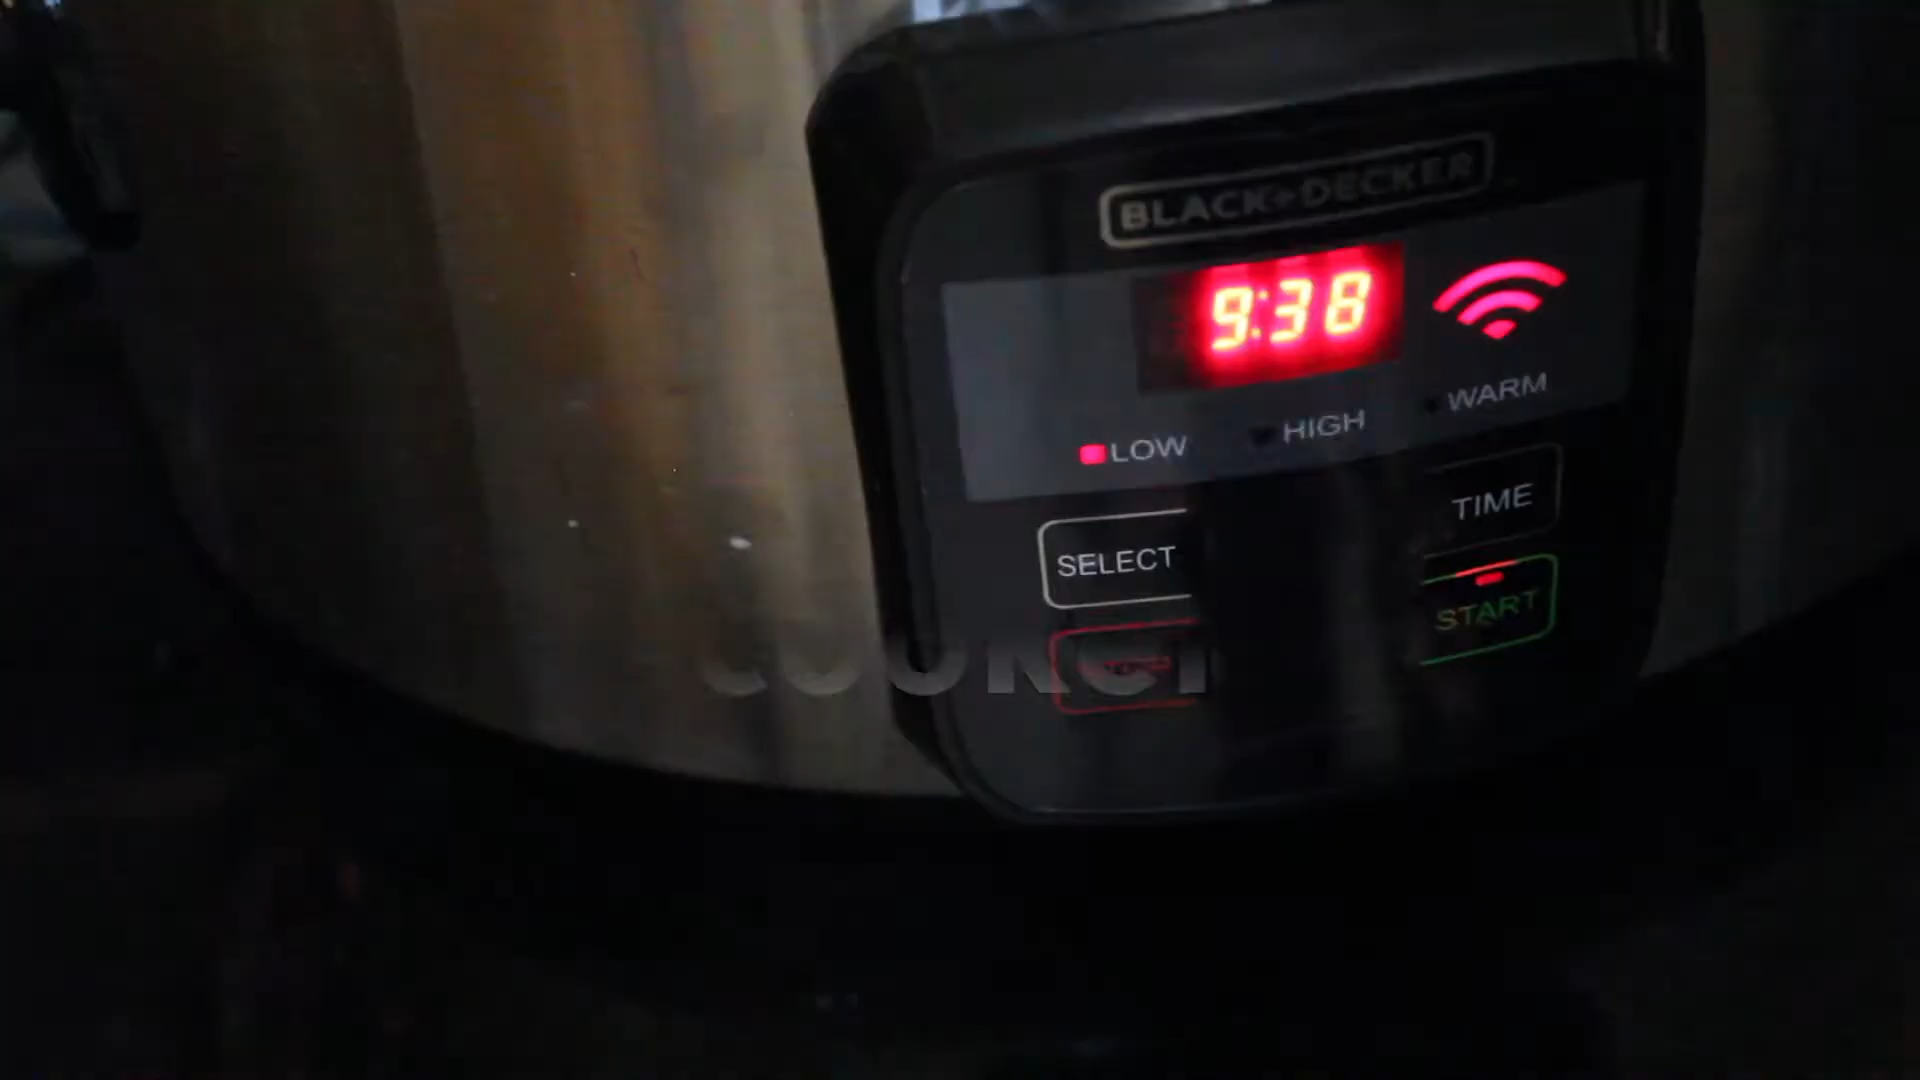 BLACK+DECKER
9:38
LOW HIGH WARM
SELECT
TIME
START